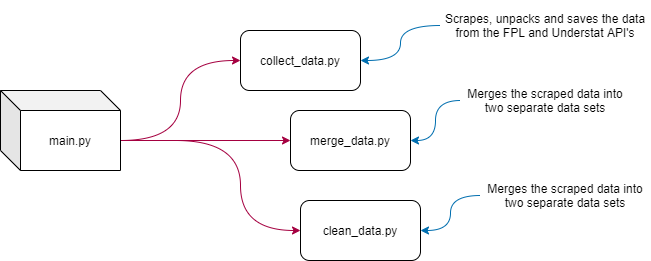 Scrapes, unpacks and saves the data
from the FPL and Understat API's
collect_data.py
Merges the scraped data into
two separate data sets
main.py
merge_data.py
Merges the scraped data into
two separate data sets
clean_data.py